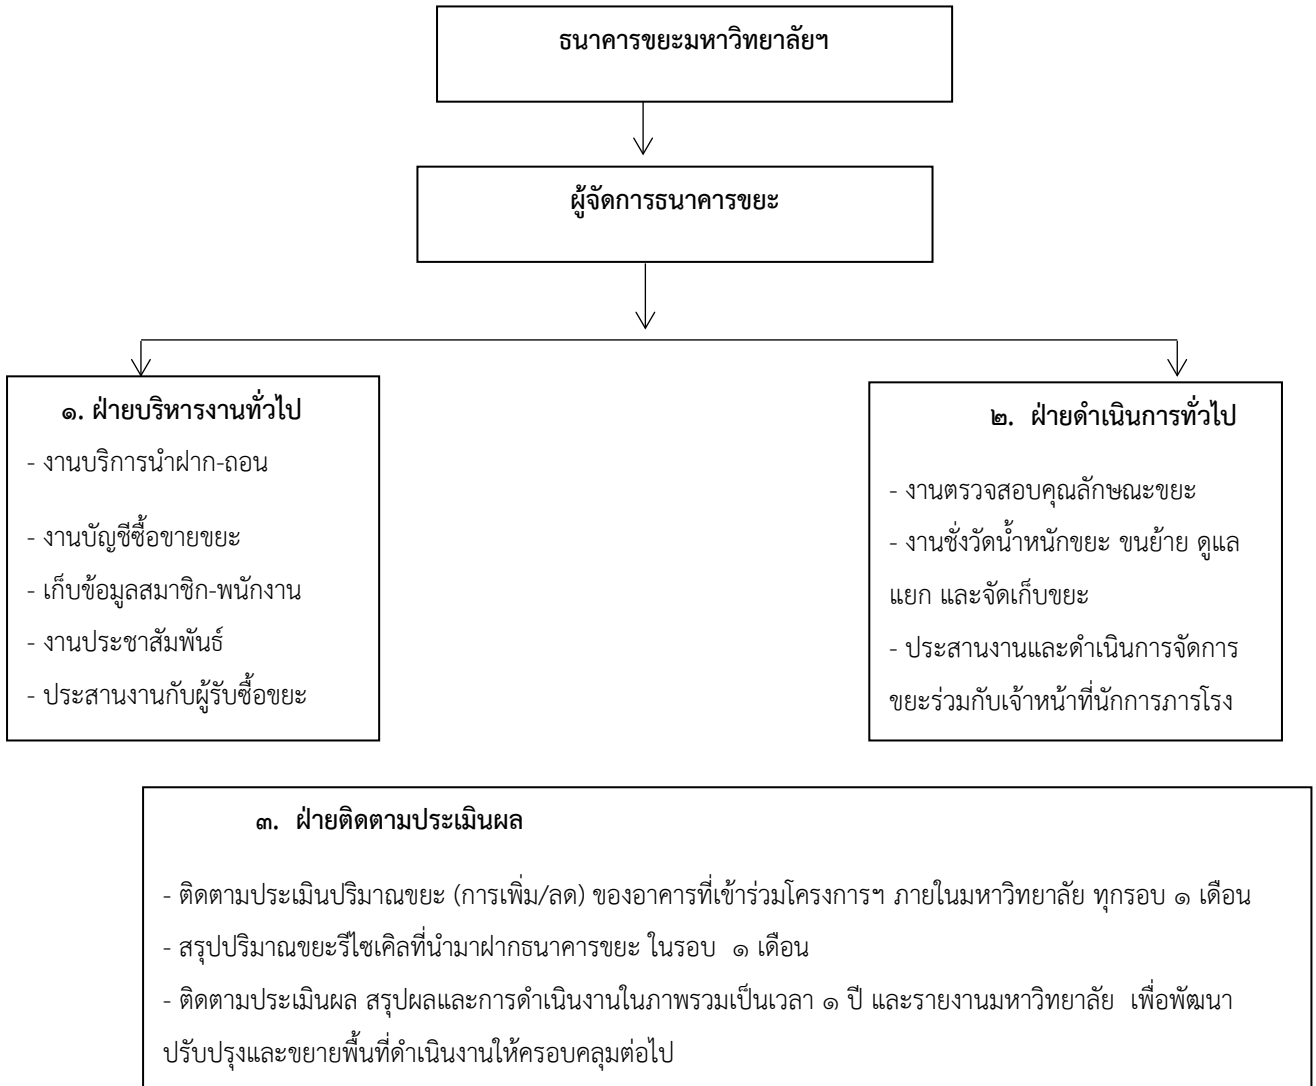 ธนาคารขยะมหาวิทยาลัยฯ
ผู้จัดการธนาคารขยะ
๑. ฝ่ายบริหารงานทั่วไป
- งานบริการนำฝาก-ถอน
- งานบัญชีซื้อขายขยะ
- เก็บข้อมูลสมาชิก-พนักงาน
- งานประชาสัมพันธ์
- ประสานงานกับผู้รับซื้อขยะ
๒. ฝ่ายดำเนินการทั่วไป
- งานตรวจสอบคุณลักษณะขยะ
- งานชั่งวัดน้ำหนักขยะ ขนย้าย ดูแล
แยก และจัดเก็บขยะ
- ประสานงานและดำเนินการจัดการ
ขยะร่วมกับเจ้าหน้าที่นักการภารโรง
๓. ฝ่ายติดตามประเมินผล
- ติดตามประเมินปริมาณขยะ (การเพิ่ม/ลด) ของอาคารที่เข้าร่วมโครงการฯ ภายในมหาวิทยาลัย ทุกรอบ ๑ เดือน
- สรุปปริมาณขยะรีไซเคิลที่นำมาฝากธนาคารขยะ ในรอบ ๑ เดือน
- ติดตามประเมินผล สรุปผลและการดำเนินงานในภาพรวมเป็นเวลา ๑ ปี และรายงานมหาวิทยาลัย เพื่อพัฒนา
ปรับปรุงและขยายพื้นที่ดำเนินงานให้ครอบคลุมต่อไป